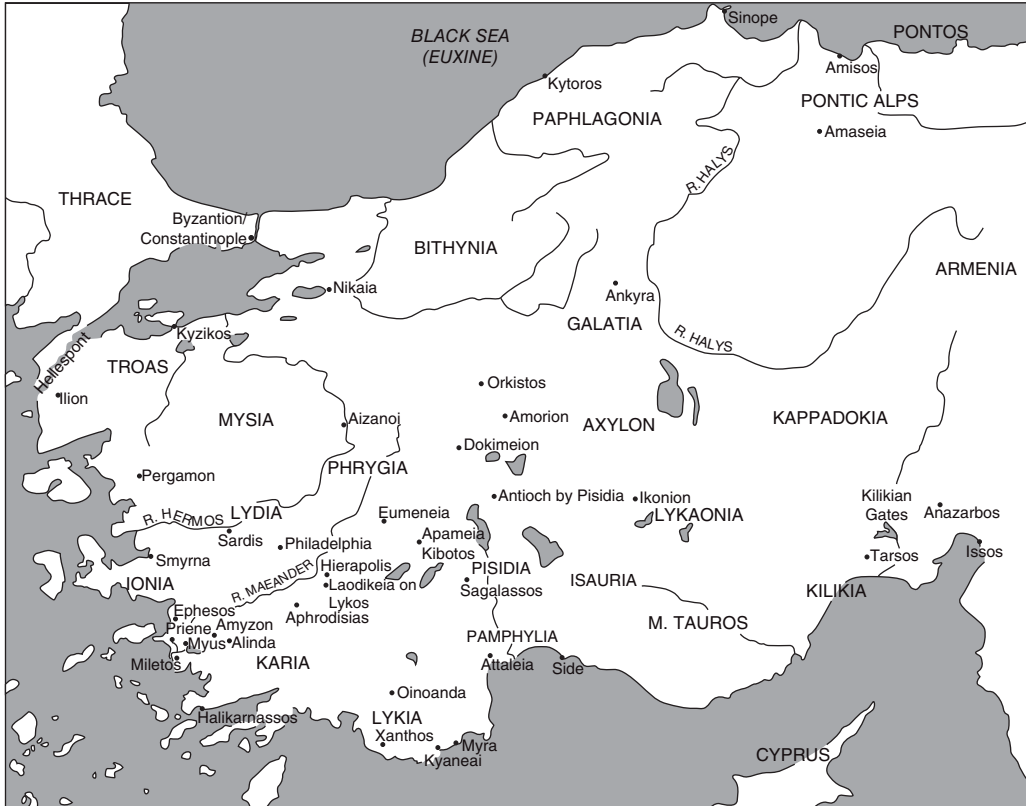 Sinope
BLACK SEA
(EUXINE)
PONTOS
Amisos
Kytoros
PONTIC ALPS
PAPHLAGONIA
Amaseia
R. HALYS
THRACE
Byzantion/
Constantinople
BITHYNIA
ARMENIA
Nikaia
Ankyra
GALATIA
Kyzikos
R. HALYS
Hellespont
TROAS
Orkistos
Ilion
MYSIA
Aizanoi
Amorion
AXYLON
KAPPADOKIA
Dokimeion
PHRYGIA
Pergamon
Antioch by Pisidia
Ikonion
Kilikian
Gates
Anazarbos
R. HERMOS
LYDIA
Eumeneia
LYKAONIA
Sardis
Philadelphia
Apameia
Kibotos
Smyrna
Tarsos
Issos
Hierapolis
PISIDIA
IONIA
R. MAEANDER
Laodikeia on
Lykos
ISAURIA
Sagalassos
KILIKIA
Aphrodisias
Ephesos
Amyzon
Priene
M. TAUROS
Myus
Alinda
PAMPHYLIA
Miletos
KARIA
Attaleia
Side
Oinoanda
Halikarnassos
LYKIA
Xanthos
Myra
Kyaneai
CYPRUS